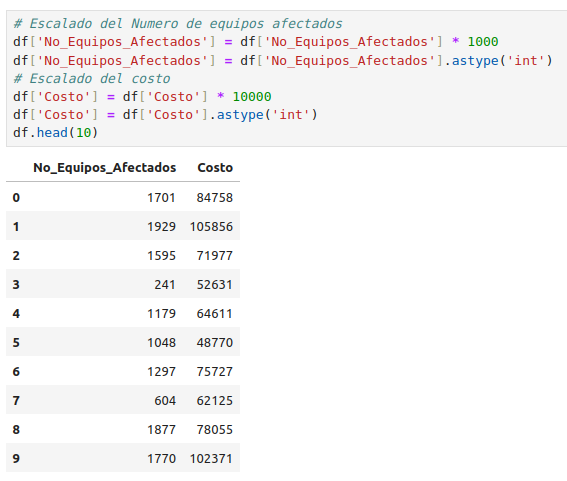 # Escalado del Numero de equipos afectados
df['No_Equipos_Afectados'] = df['No_Equipos_Afectados'] * 1000
df['No_Equipos_Afectados'] = df['No_Equipos_Afectados'].astype('int')
# Escalado del costo
df['Costo'] = df['Costo'] * 10000
df['Costo'] = df['Costo'].astype('int')
df.head(10)
No_Equipos_Afectados Costo
0 1701 84758
1 1929 105856
2 1595 71977
3 241 52631
4 1179 64611
5 1048 48770
6 1297 75727
7 604 62125
8 1877 78055
9 1770 102371